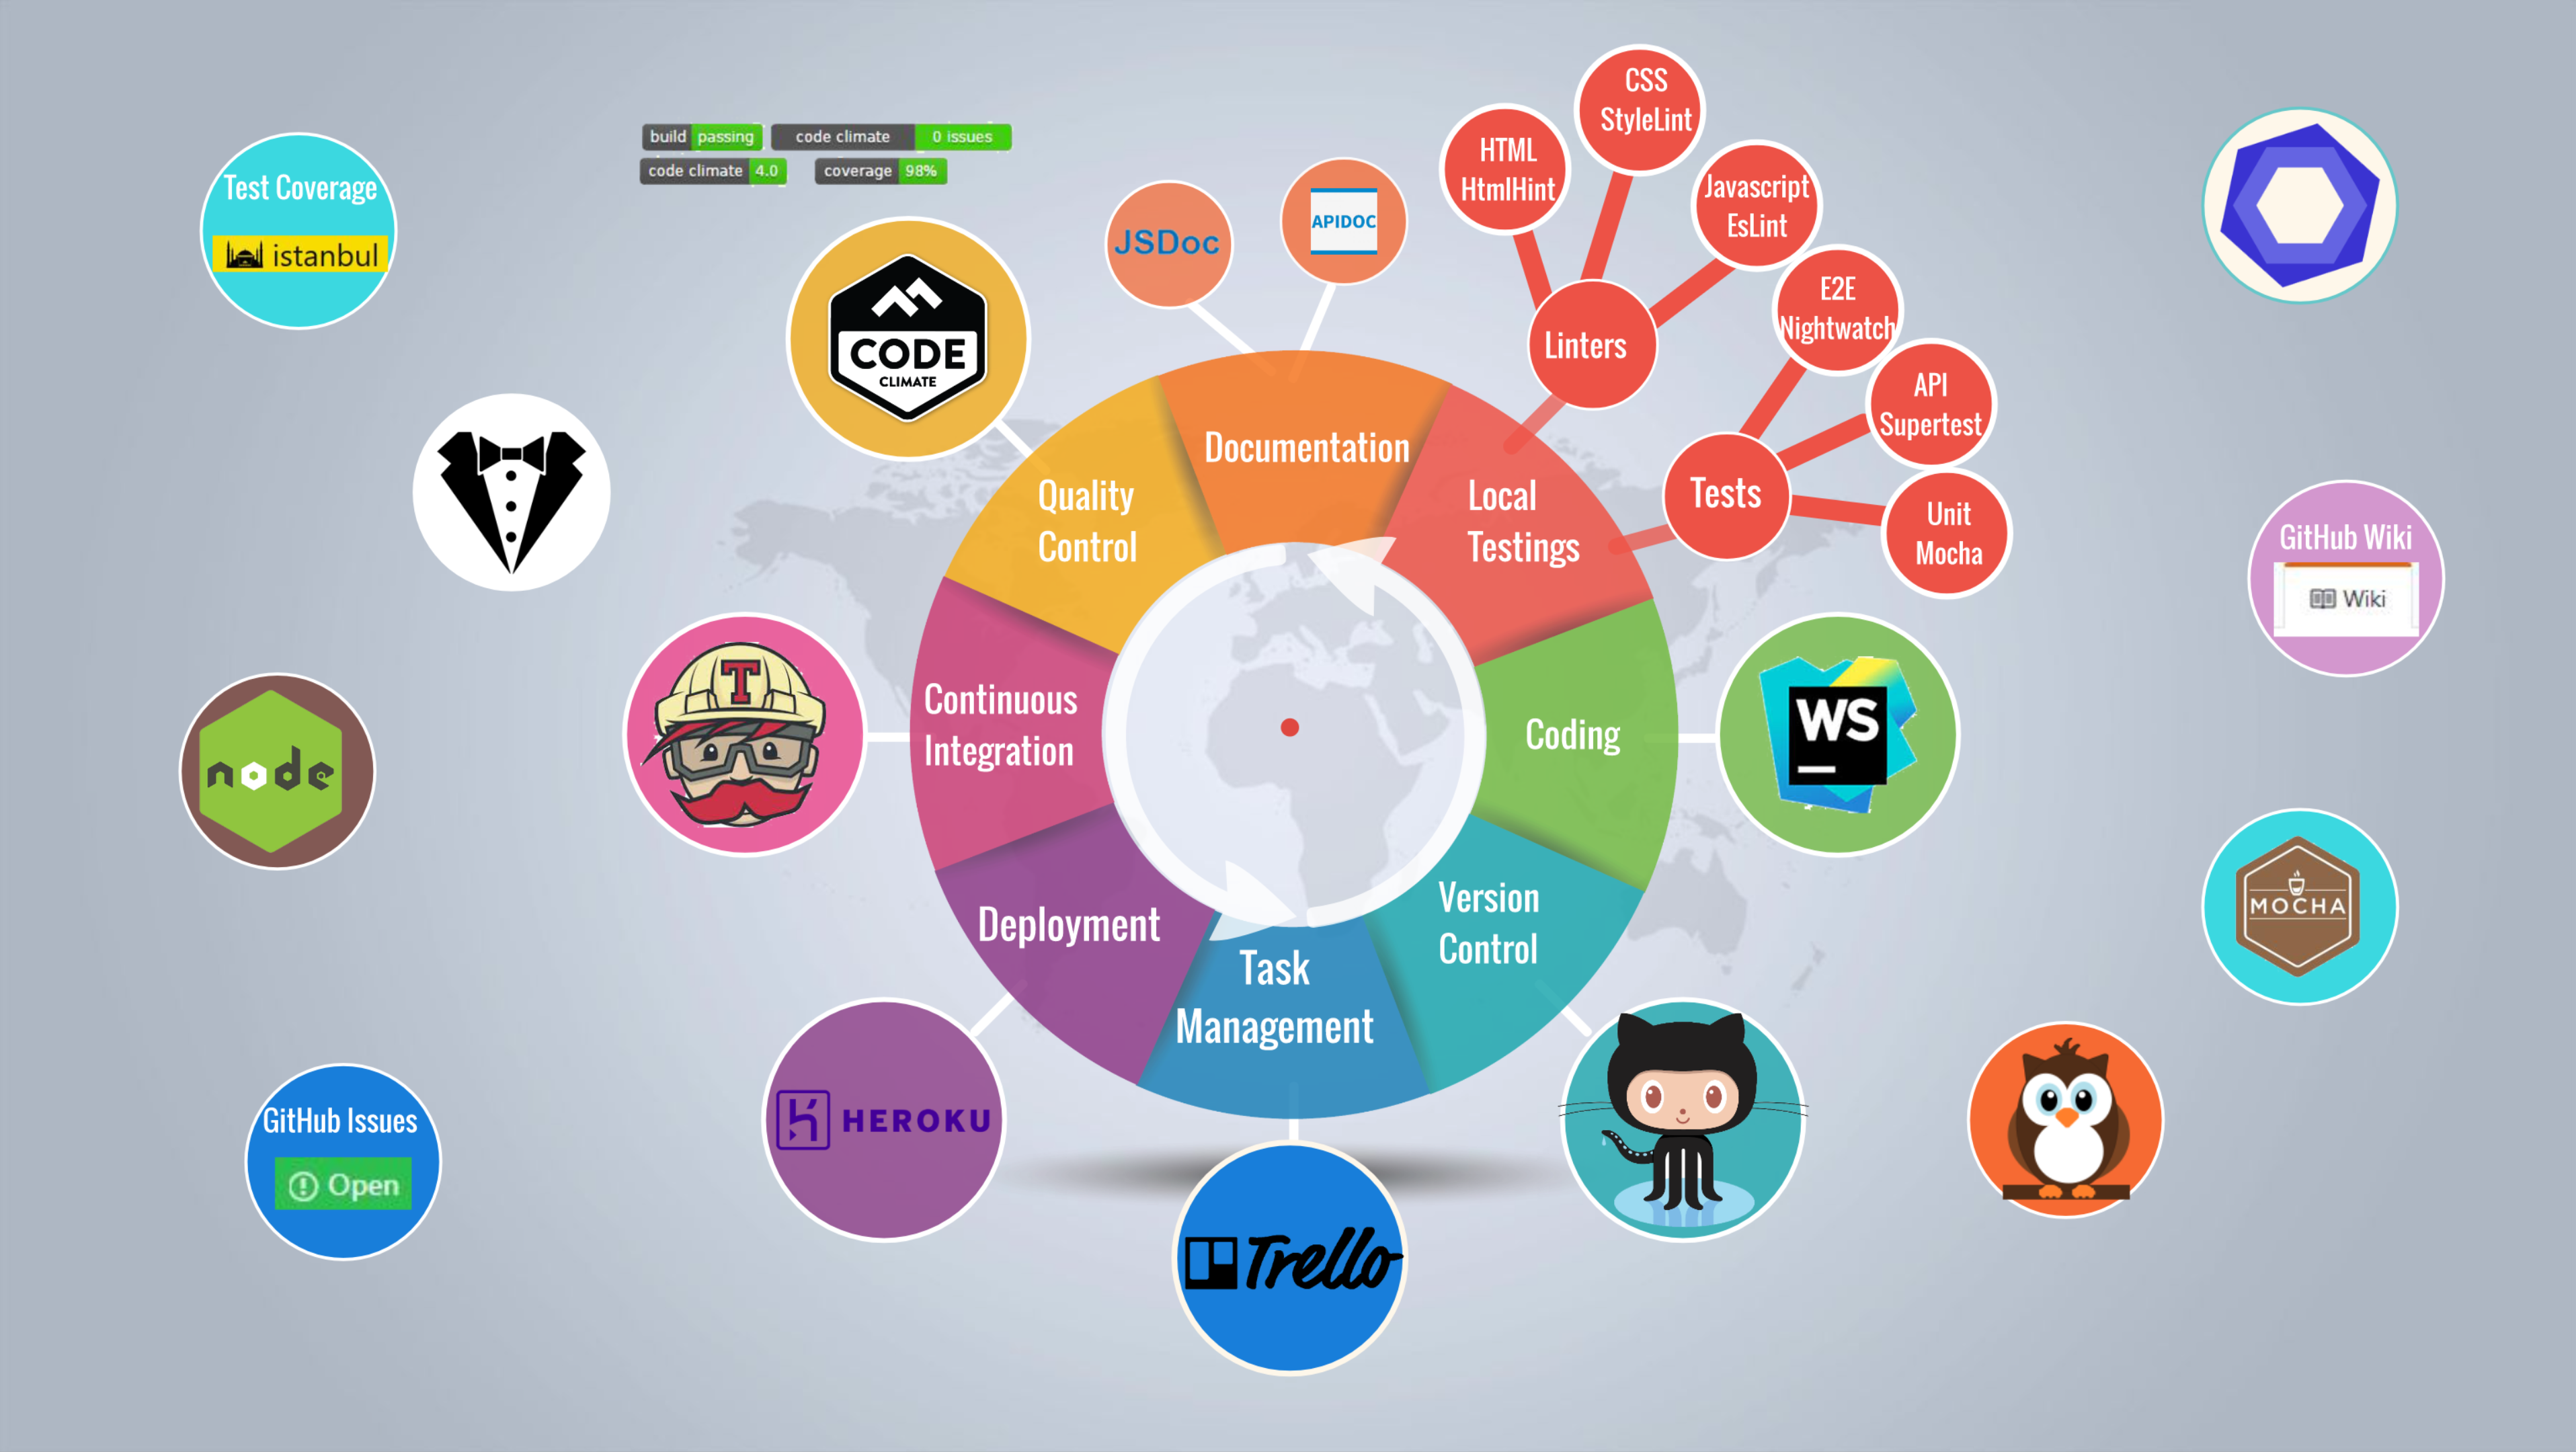 CSS
StyleLint
HTML
HtmlHint
Javascript
EsLint
build passing
code climate 0 issues
code climate 4.0
coverage 98%
Test Coverage
istanbul
JSDoc
APIDOC
E2E
Nightwatch
Linters
CODE
CLIMATE
API
Supertest
Documentation
Quality
Control
Local
Testings
Tests
Unit
Mocha
GitHub Wiki
Wiki
T
Continuous
Integration
Coding
WS
node
Version
Control
MOCHA
Deployment
Task
Management
HEROKU
GitHub Issues
Open
Trello